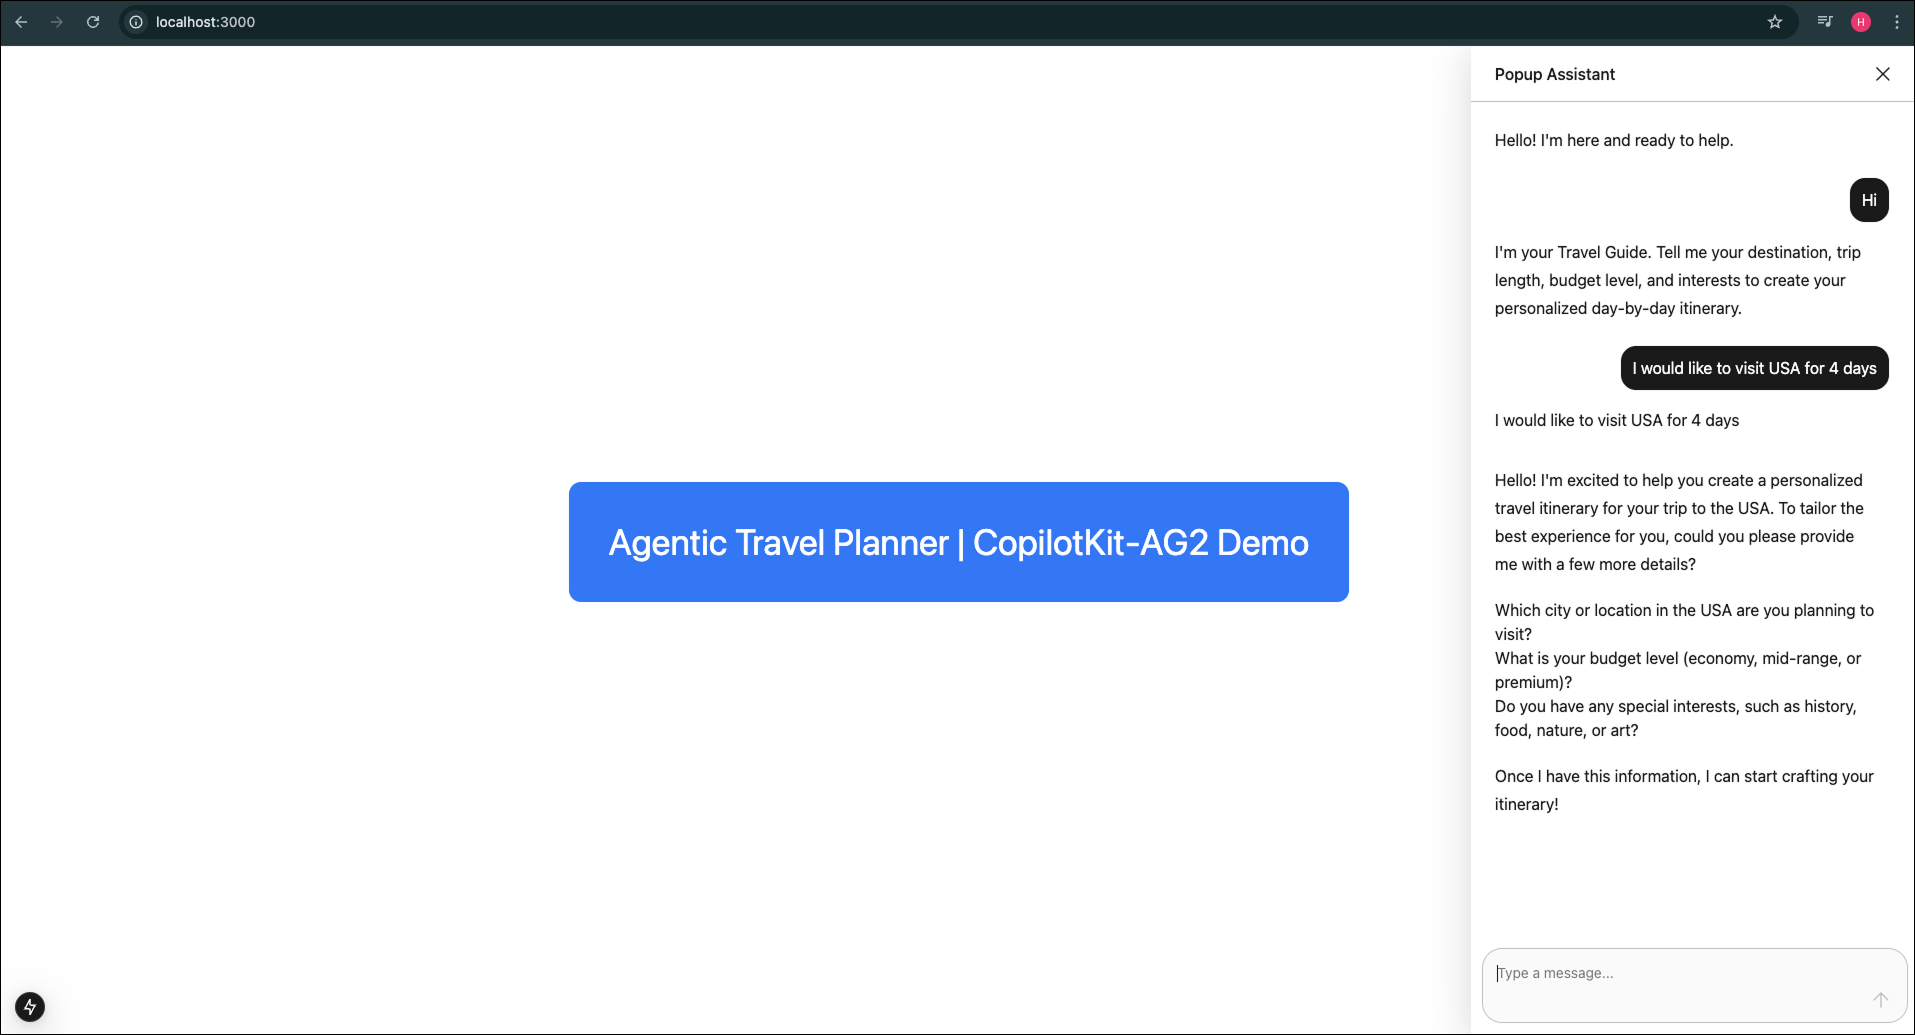 localhost:3000
H
Popup Assistant
Hello! I'm here and ready to help.
Hi
I'm your Travel Guide. Tell me your destination, trip
length, budget level, and interests to create your
personalized day-by-day itinerary.
I would like to visit USA for 4 days
I would like to visit USA for 4 days
Hello! I'm excited to help you create a personalized
travel itinerary for your trip to the USA. To tailor the
best experience for you, could you please provide
me with a few more details?
Which city or location in the USA are you planning to
visit?
What is your budget level (economy, mid-range, or
premium)?
Do you have any special interests, such as history,
food, nature, or art?
Once I have this information, I can start crafting your
itinerary!
Agentic Travel Planner | CopilotKit-AG2 Demo
Type a message...